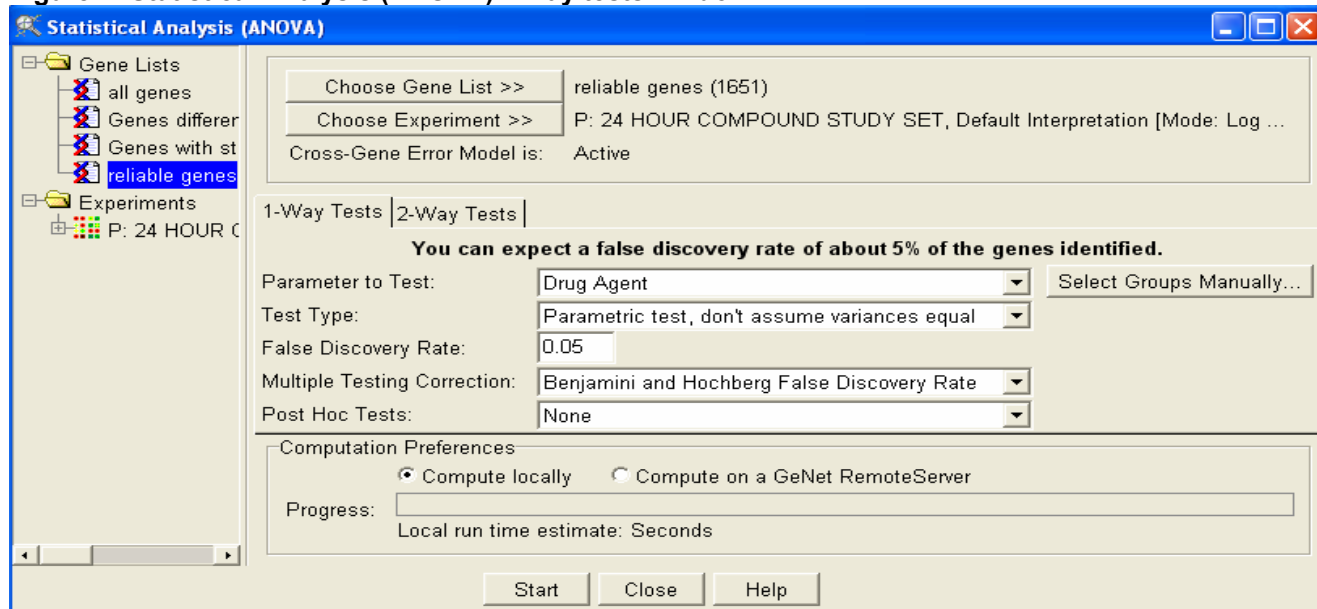 Statistical Analysis (ANOVA)
Gene Lists
all genes
Genes differ
Genes with st
reliable genes
Experiments
P: 24 HOUR C
Choose Gene List >> reliable genes (1651)
Choose Experiment >> P: 24 HOUR COMPOUND STUDY SET, Default Interpretation [Mode: Log ...
Cross-Gene Error Model is: Active
1-Way Tests 2-Way Tests
You can expect a false discovery rate of about 5% of the genes identified.
Parameter to Test: Drug Agent Select Groups Manually...
Test Type: Parametric test, don't assume variances equal
False Discovery Rate: 0.05
Multiple Testing Correction: Benjamini and Hochberg False Discovery Rate
Post Hoc Tests: None
Computation Preferences
Compute locally Compute on a GeNet RemoteServer
Progress:
Local run time estimate: Seconds
Start Close Help